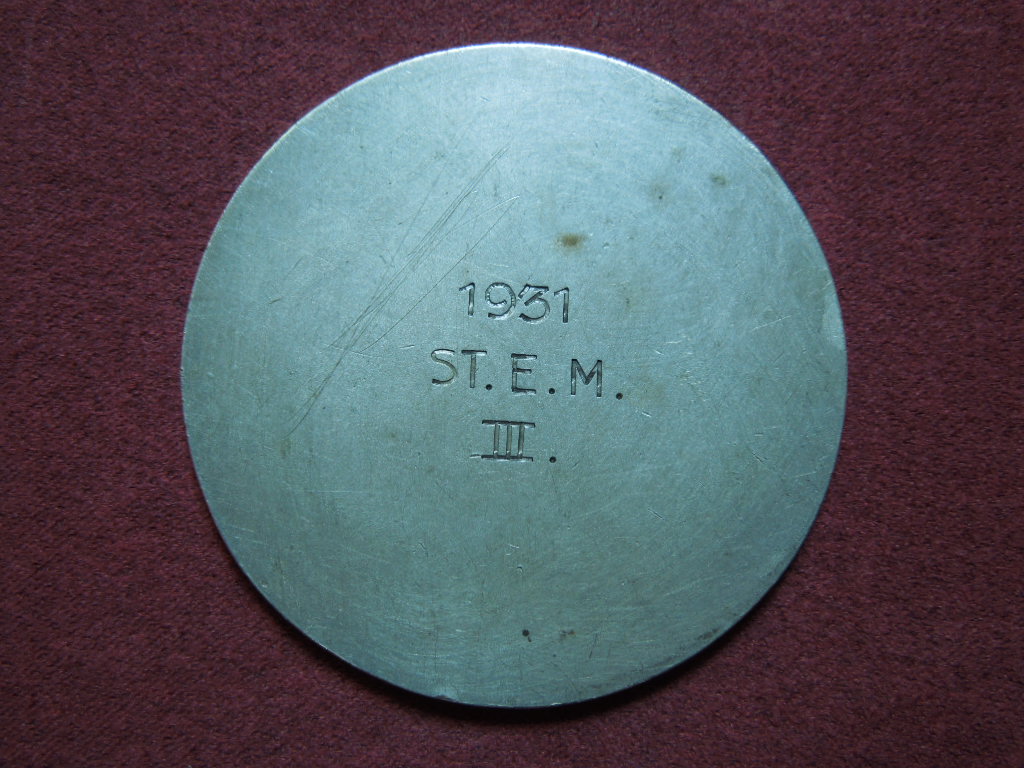 1931
ST. E. M.
III.